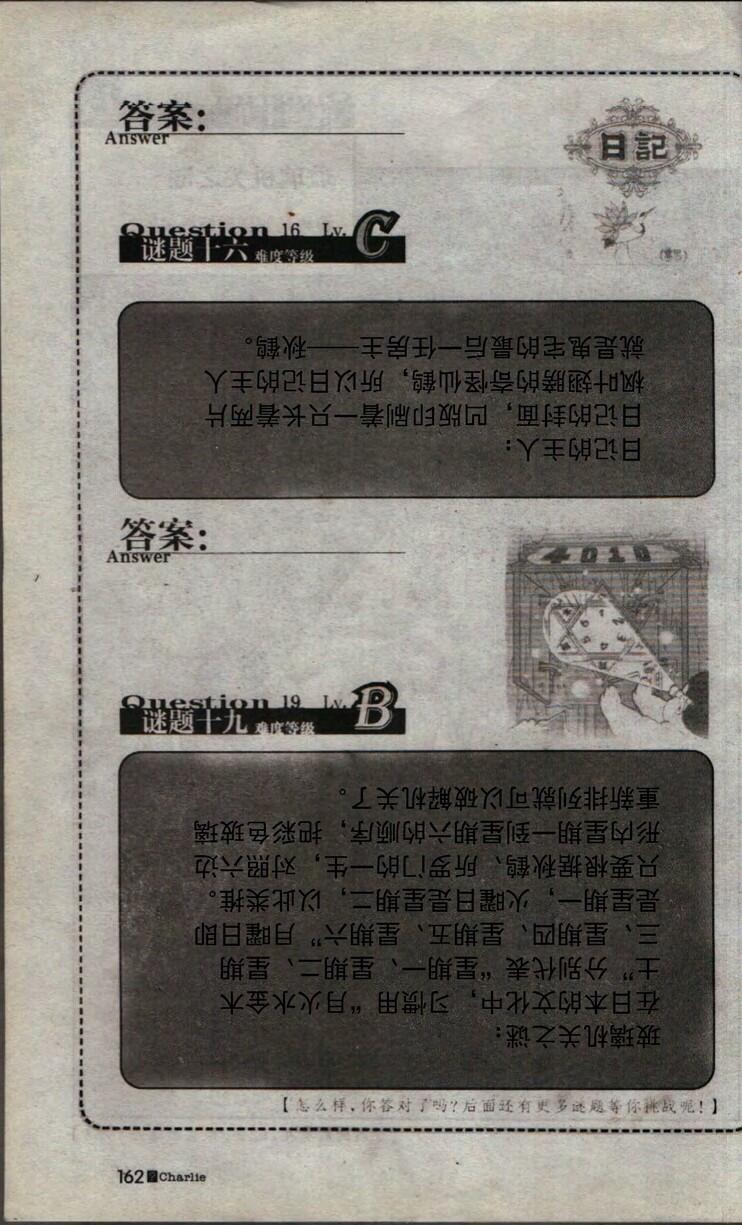 答案：
Answer
日記
Question 16 Lv. C
谜题十六 难度等级
日记的主人：
日记的封面，凹版印刷着一只长着两片
枫叶翅膀的奇怪仙鹤，所以日记的主人
就是鬼宅的最后一任房主——秋鹤。
答案：
Answer
4010
Question 19 Lv. B
谜题十九 难度等级
玻璃机关之谜：
在日本的文化中，习惯用“月火水金木
土”分别代表“星期一、星期二、星期
三、星期四、星期五、星期六”月曜日即
是星期一，火曜日是星期二，以此类推。
只要根据秋鹤、所罗门的一生，对照六边
形内星期一到星期六的顺序，把彩色玻璃
重新排列就可以破解机关了。
【怎么样，你答对了吗？后面还有更多谜题等你挑战呢！】
162 Charlie